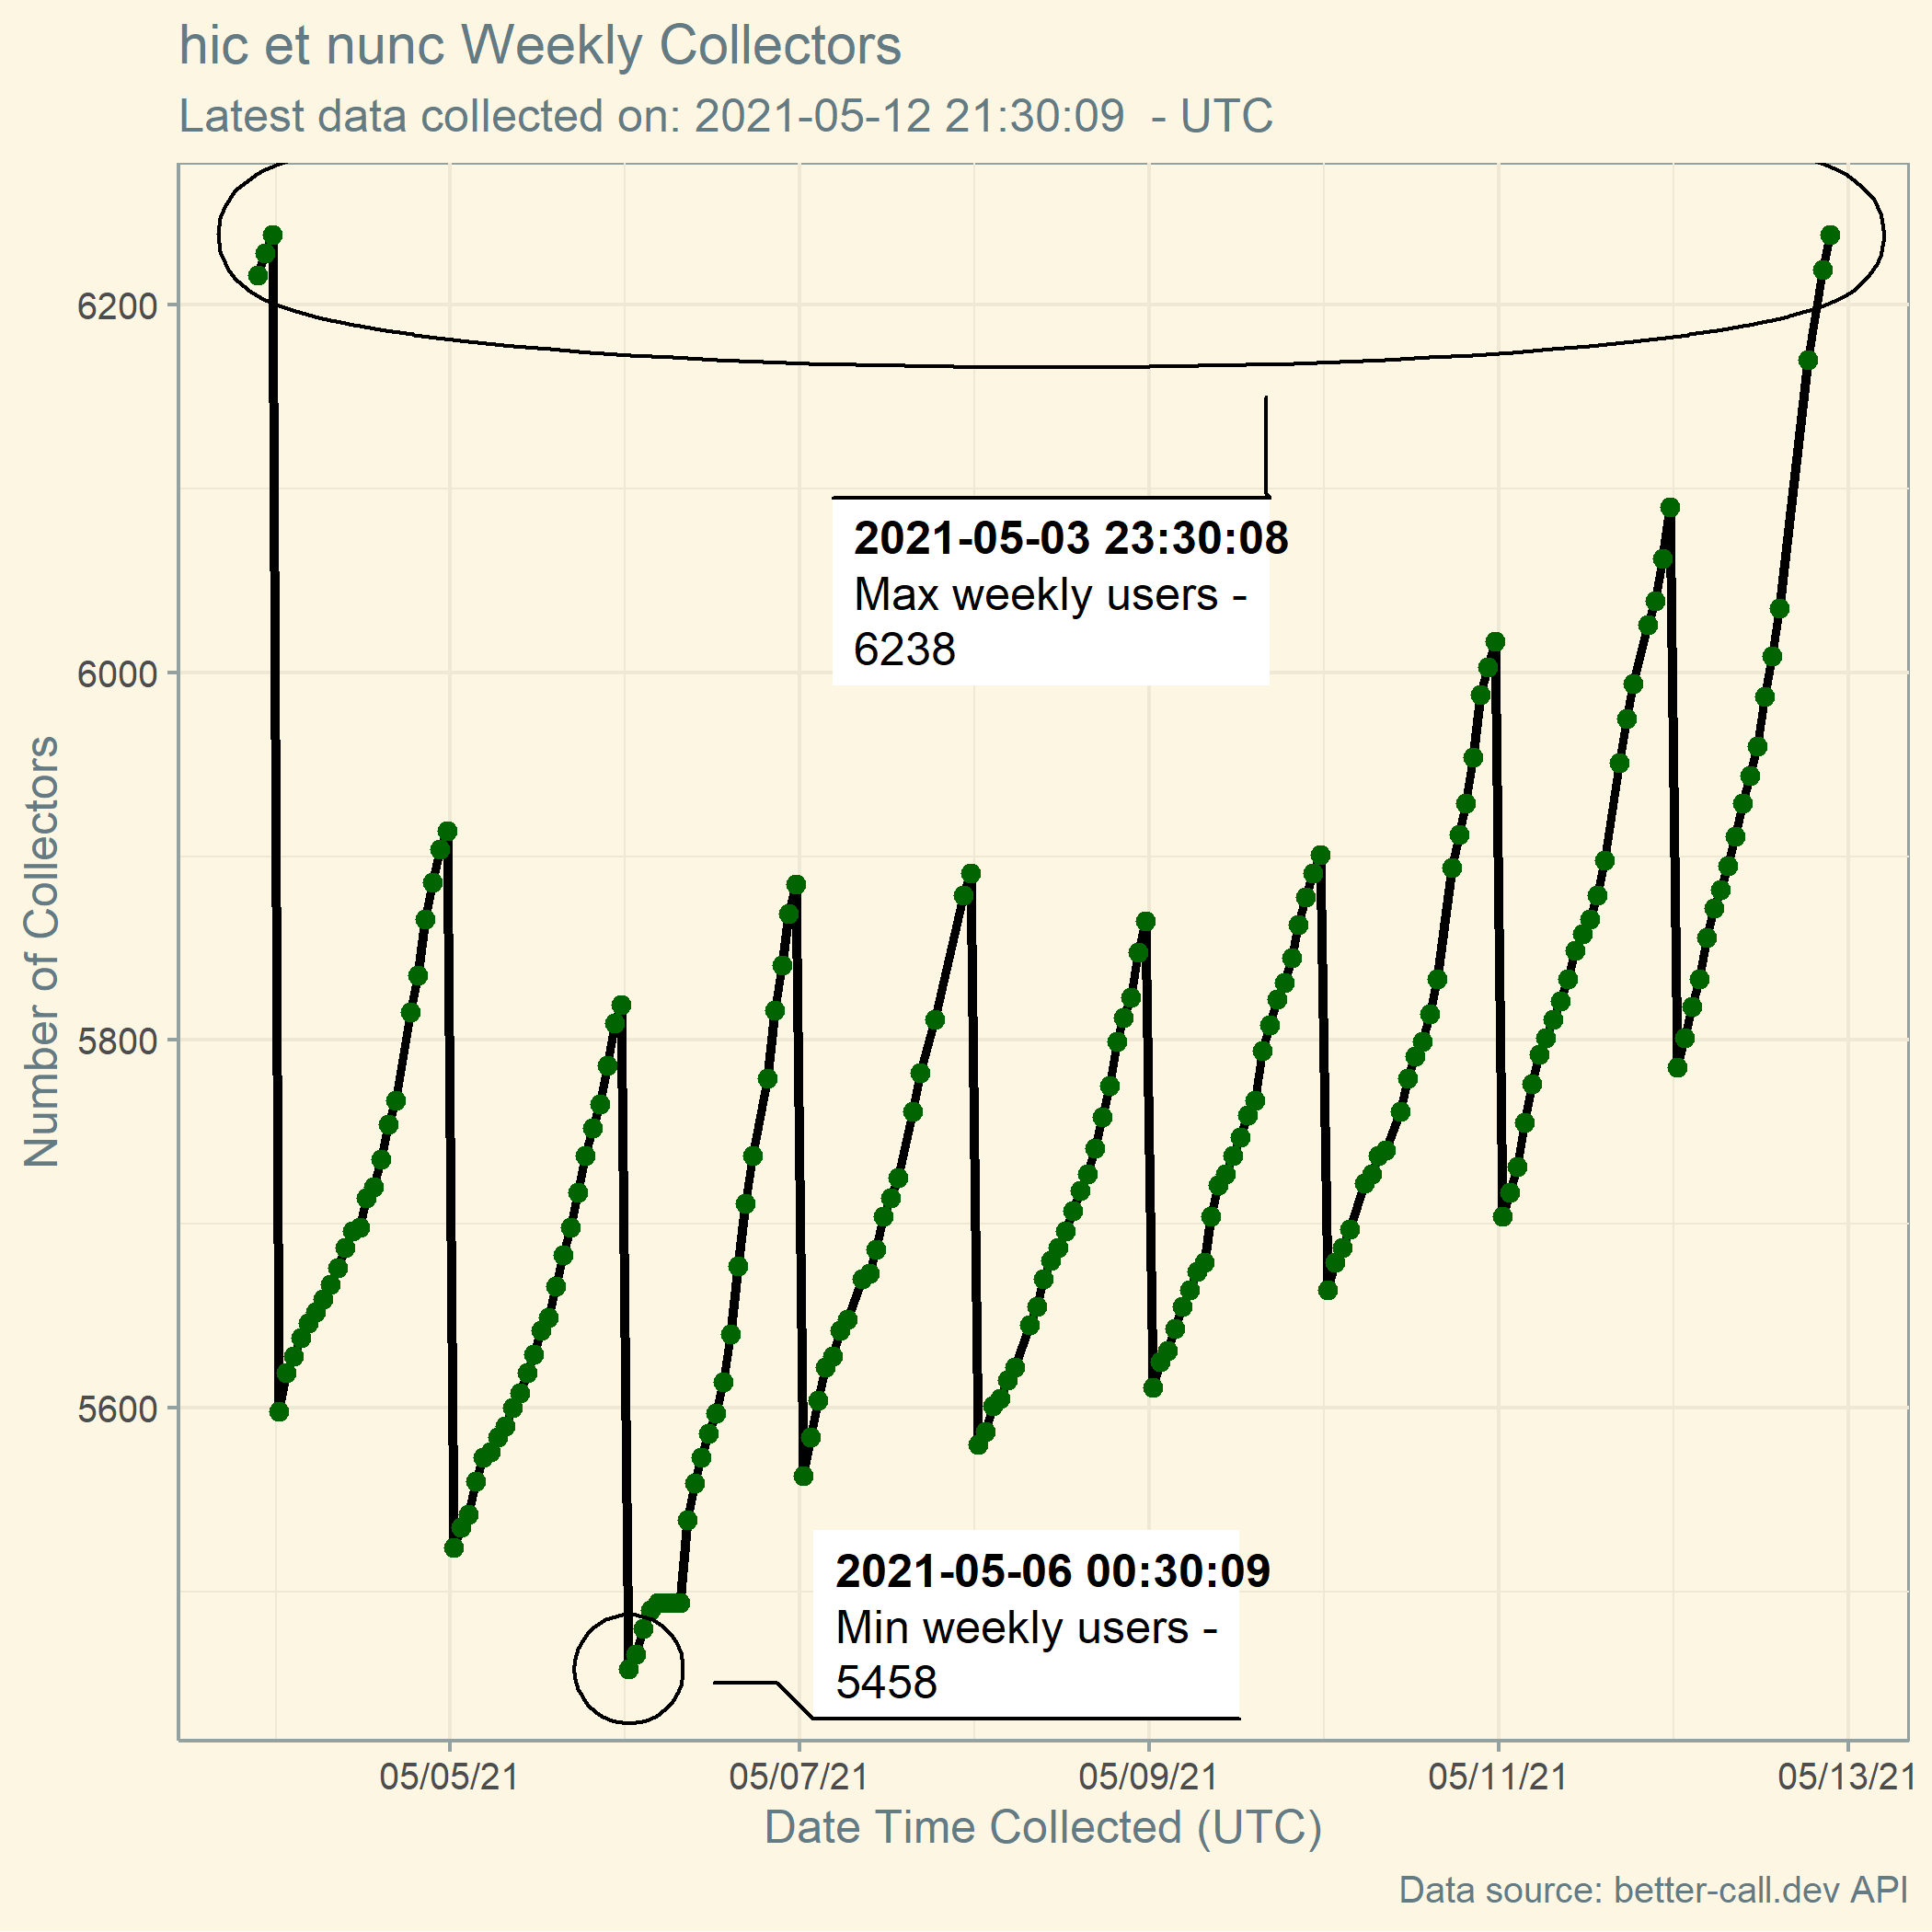 hic et nunc Weekly Collectors
Latest data collected on: 2021-05-12 21:30:09  - UTC
Number of Collectors
6200
6000
5800
5600
2021-05-03 23:30:08
Max weekly users -
6238
2021-05-06 00:30:09
Min weekly users -
5458
05/05/21
05/07/21
05/09/21
05/11/21
05/13/21
Date Time Collected (UTC)
Data source: better-call.dev API